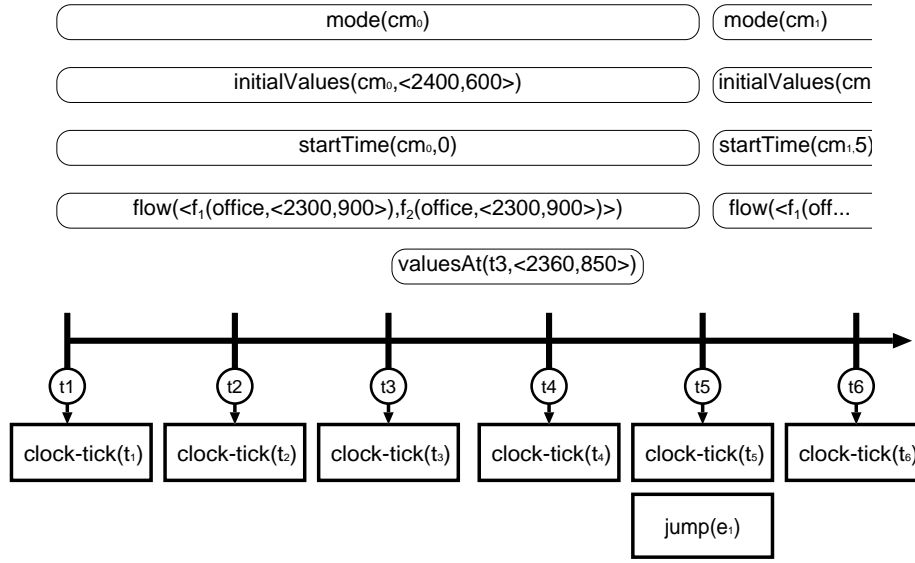 mode(cm₀) mode(cm₁)
initialValues(cm₀,<2400,600>) initialValues(cm
startTime(cm₀,0) startTime(cm₁,5)
flow(<f₁(office,<2300,900>),f₂(office,<2300,900>)>) flow(<f₁(off...
valuesAt(t3,<2360,850>)
t1 t2 t3 t4 t5 t6
clock-tick(t₁) clock-tick(t₂) clock-tick(t₃) clock-tick(t₄) clock-tick(t₅) clock-tick(t₆)
jump(e₁)